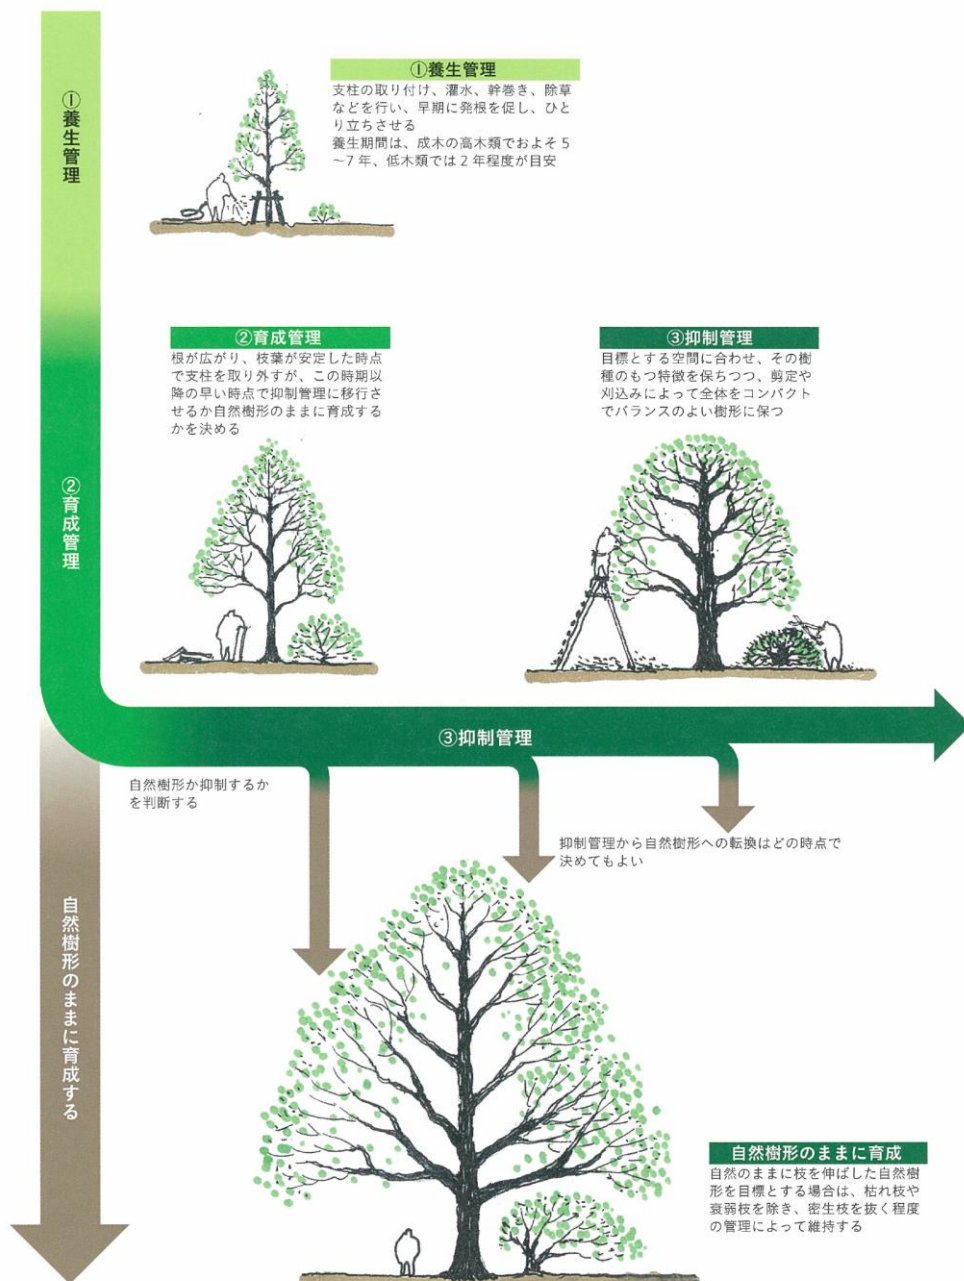 ①養生管理
①養生管理
支柱の取り付け、灌水、幹巻き、除草
などを行い、早期に発根を促し、ひと
り立ちさせる
養生期間は、成木の高木類でおよそ5
～7年、低木類では2年程度が目安
②育成管理
②育成管理
根が広がり、枝葉が安定した時点
で支柱を取り外すが、この時期以
降の早い時点で抑制管理に移行さ
せるか自然樹形のままに育成する
かを決める
③抑制管理
目標とする空間に合わせ、その樹
種のもつ特徴を保ちつつ、剪定や
刈込みによって全体をコンパクト
でバランスのよい樹形に保つ
③抑制管理
自然樹形か抑制するか
を判断する
抑制管理から自然樹形への転換はどの時点で
決めてもよい
自然樹形のままに育成する
自然樹形のままに育成
自然のままに枝を伸ばした自然樹
形を目標とする場合は、枯れ枝や
衰弱枝を除き、密生枝を抜く程度
の管理によって維持する